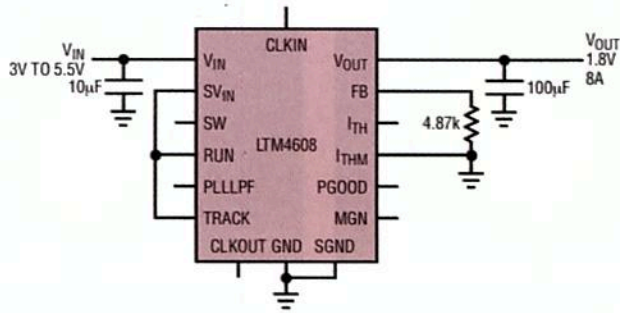 CLKIN
VIN
3V TO 5.5V
10µF
VIN
SVIN
SW
RUN
PLLLPF
TRACK
LTM4608
VOUT
FB
ITH
ITHM
PGOOD
MGN
CLKOUT GND SGND
4.87k
100µF
VOUT
1.8V
8A